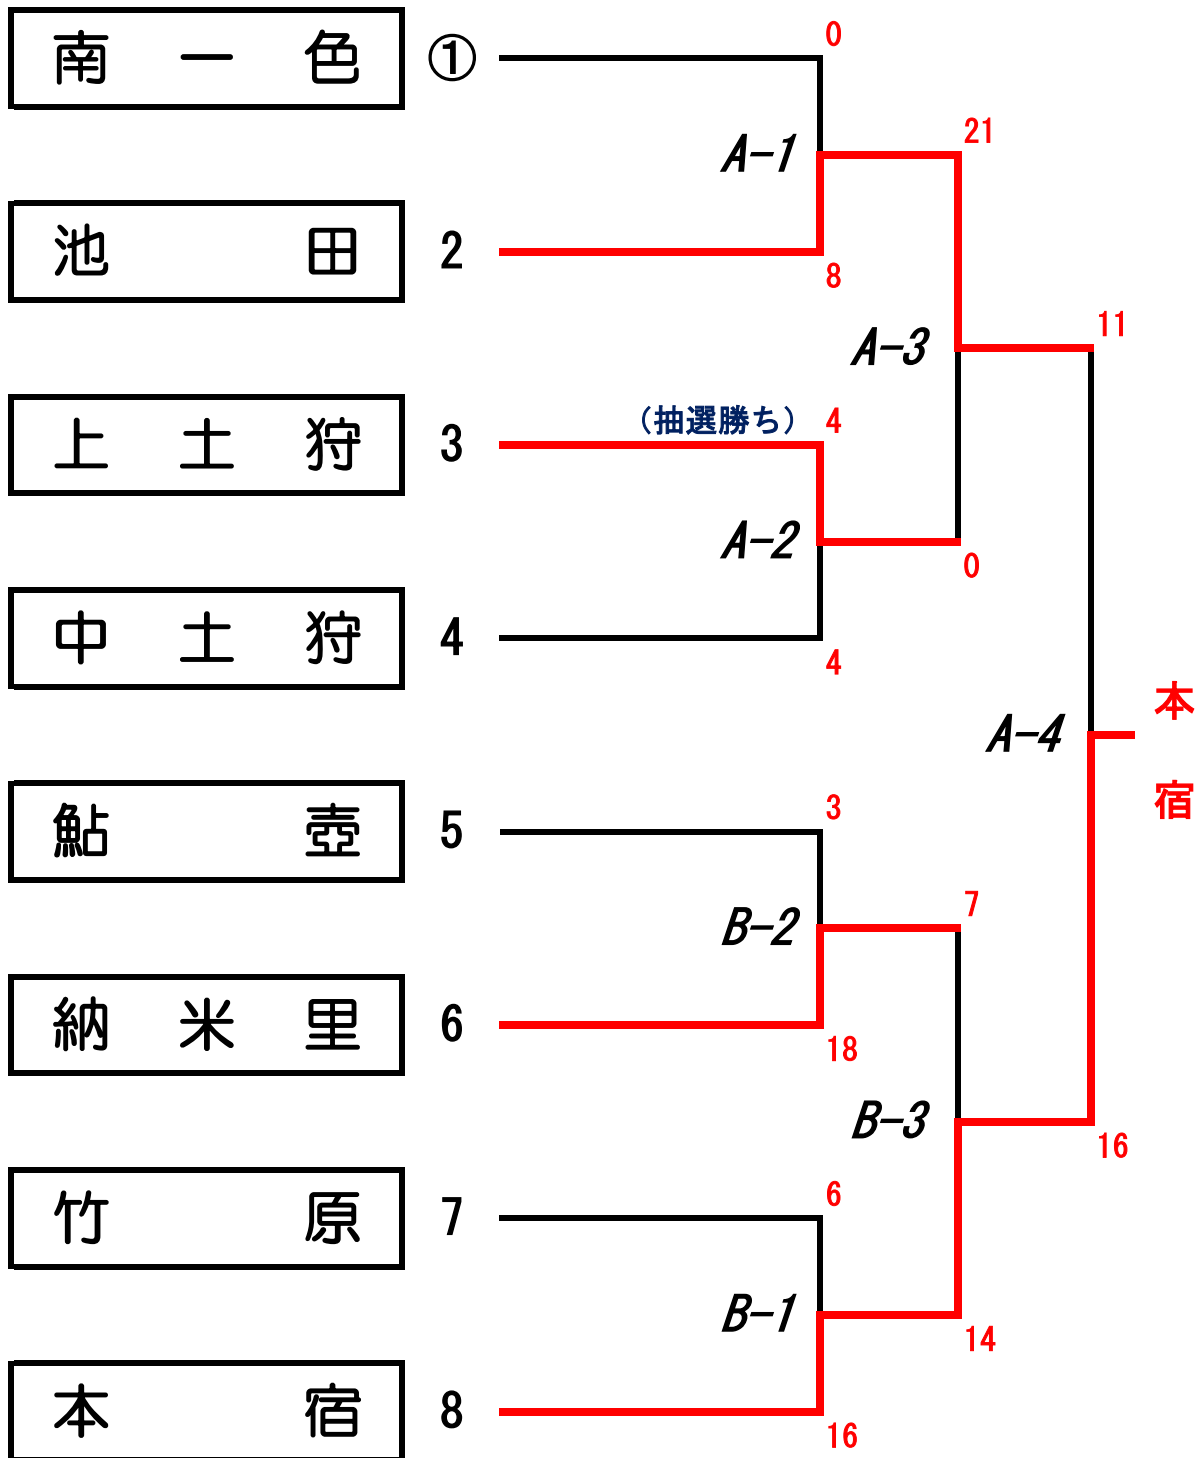 南一色 ① 0
A-1 21
池田 2 8
A-3 11
上土狩 3 (抽選勝ち) 4
A-2 0
中土狩 4 4
A-4 本宿
鮎壺 5 3
B-2 7
納米里 6 18
B-3 16
竹原 7 6
B-1 14
本宿 8 16